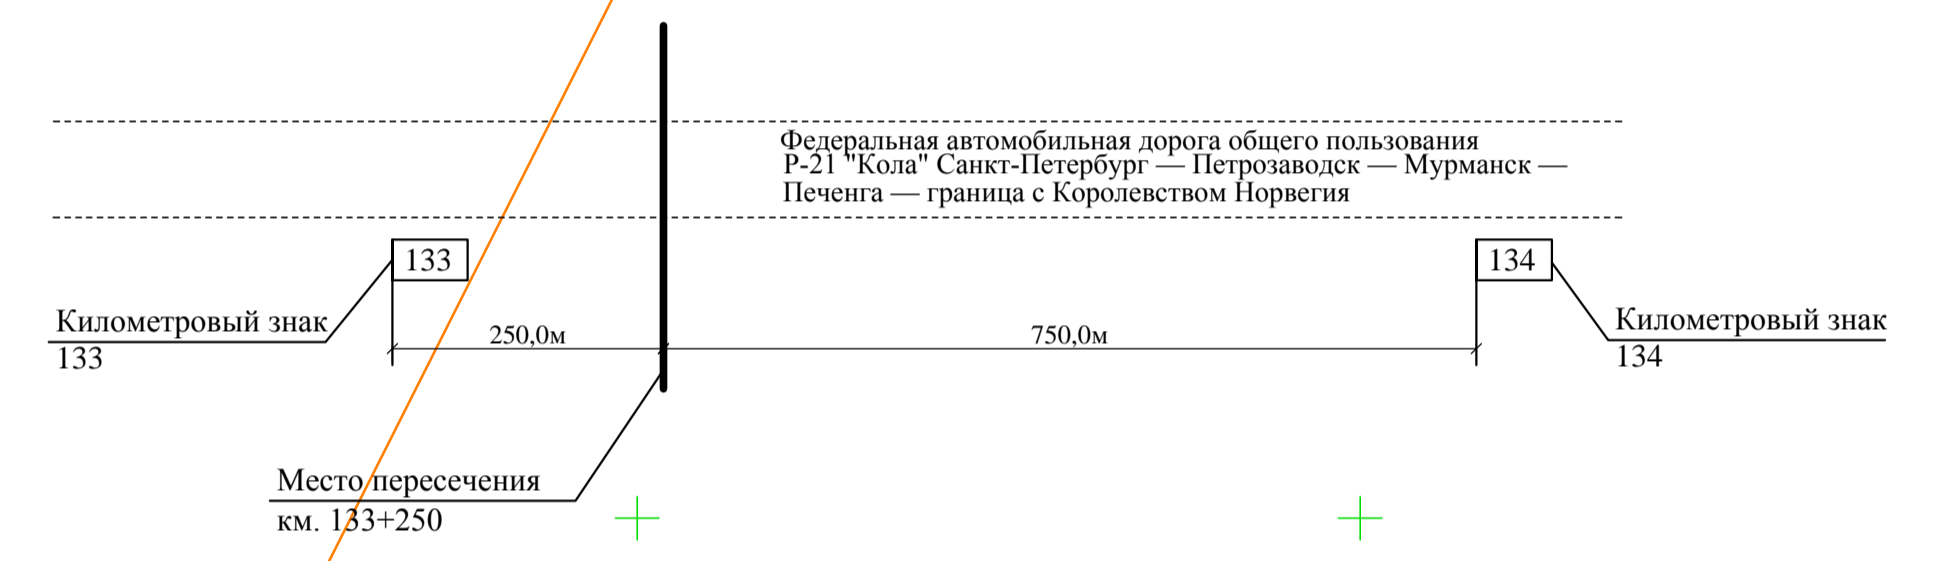 Федеральная автомобильная дорога общего пользования
Р-21 "Кола" Санкт-Петербург — Петрозаводск — Мурманск —
Печенга — граница с Королевством Норвегия
133
134
Километровый знак
133
250,0м
750,0м
Километровый знак
134
Место пересечения
км. 133+250